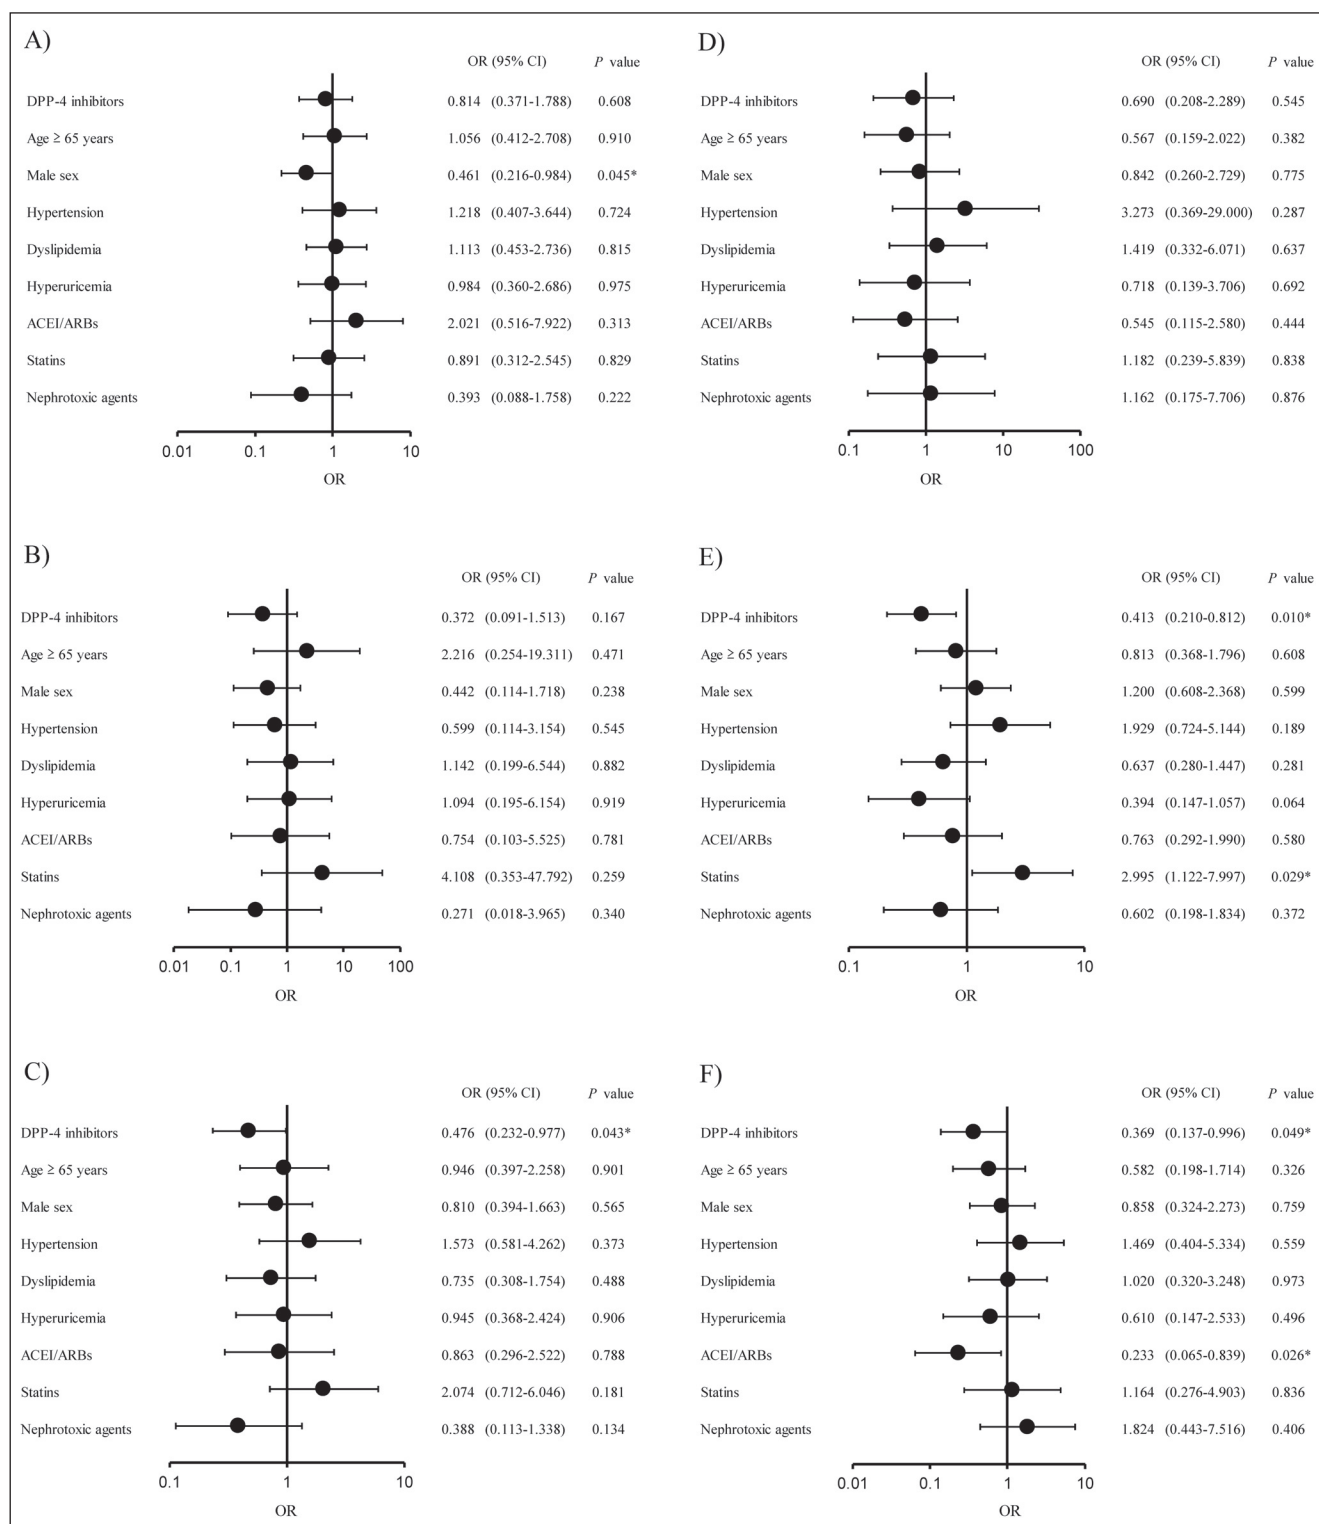 A)
OR (95% CI) P value
DPP-4 inhibitors 0.814 (0.371-1.788) 0.608
Age ≥ 65 years 1.056 (0.412-2.708) 0.910
Male sex 0.461 (0.216-0.984) 0.045*
Hypertension 1.218 (0.407-3.644) 0.724
Dyslipidemia 1.113 (0.453-2.736) 0.815
Hyperuricemia 0.984 (0.360-2.686) 0.975
ACEI/ARBs 2.021 (0.516-7.922) 0.313
Statins 0.891 (0.312-2.545) 0.829
Nephrotoxic agents 0.393 (0.088-1.758) 0.222
0.01 0.1 1 10
OR
B)
OR (95% CI) P value
DPP-4 inhibitors 0.372 (0.091-1.513) 0.167
Age ≥ 65 years 2.216 (0.254-19.311) 0.471
Male sex 0.442 (0.114-1.718) 0.238
Hypertension 0.599 (0.114-3.154) 0.545
Dyslipidemia 1.142 (0.199-6.544) 0.882
Hyperuricemia 1.094 (0.195-6.154) 0.919
ACEI/ARBs 0.754 (0.103-5.525) 0.781
Statins 4.108 (0.353-47.792) 0.259
Nephrotoxic agents 0.271 (0.018-3.965) 0.340
0.01 0.1 1 10 100
OR
C)
OR (95% CI) P value
DPP-4 inhibitors 0.476 (0.232-0.977) 0.043*
Age ≥ 65 years 0.946 (0.397-2.258) 0.901
Male sex 0.810 (0.394-1.663) 0.565
Hypertension 1.573 (0.581-4.262) 0.373
Dyslipidemia 0.735 (0.308-1.754) 0.488
Hyperuricemia 0.945 (0.368-2.424) 0.906
ACEI/ARBs 0.863 (0.296-2.522) 0.788
Statins 2.074 (0.712-6.046) 0.181
Nephrotoxic agents 0.388 (0.113-1.338) 0.134
0.1 1 10
OR
D)
OR (95% CI) P value
DPP-4 inhibitors 0.690 (0.208-2.289) 0.545
Age ≥ 65 years 0.567 (0.159-2.022) 0.382
Male sex 0.842 (0.260-2.729) 0.775
Hypertension 3.273 (0.369-29.000) 0.287
Dyslipidemia 1.419 (0.332-6.071) 0.637
Hyperuricemia 0.718 (0.139-3.706) 0.692
ACEI/ARBs 0.545 (0.115-2.580) 0.444
Statins 1.182 (0.239-5.839) 0.838
Nephrotoxic agents 1.162 (0.175-7.706) 0.876
0.1 1 10 100
OR
E)
OR (95% CI) P value
DPP-4 inhibitors 0.413 (0.210-0.812) 0.010*
Age ≥ 65 years 0.813 (0.368-1.796) 0.608
Male sex 1.200 (0.608-2.368) 0.599
Hypertension 1.929 (0.724-5.144) 0.189
Dyslipidemia 0.637 (0.280-1.447) 0.281
Hyperuricemia 0.394 (0.147-1.057) 0.064
ACEI/ARBs 0.763 (0.292-1.990) 0.580
Statins 2.995 (1.122-7.997) 0.029*
Nephrotoxic agents 0.602 (0.198-1.834) 0.372
0.1 1 10
OR
F)
OR (95% CI) P value
DPP-4 inhibitors 0.369 (0.137-0.996) 0.049*
Age ≥ 65 years 0.582 (0.198-1.714) 0.326
Male sex 0.858 (0.324-2.273) 0.759
Hypertension 1.469 (0.404-5.334) 0.559
Dyslipidemia 1.020 (0.320-3.248) 0.973
Hyperuricemia 0.610 (0.147-2.533) 0.496
ACEI/ARBs 0.233 (0.065-0.839) 0.026*
Statins 1.164 (0.276-4.903) 0.836
Nephrotoxic agents 1.824 (0.443-7.516) 0.406
0.01 0.1 1 10
OR